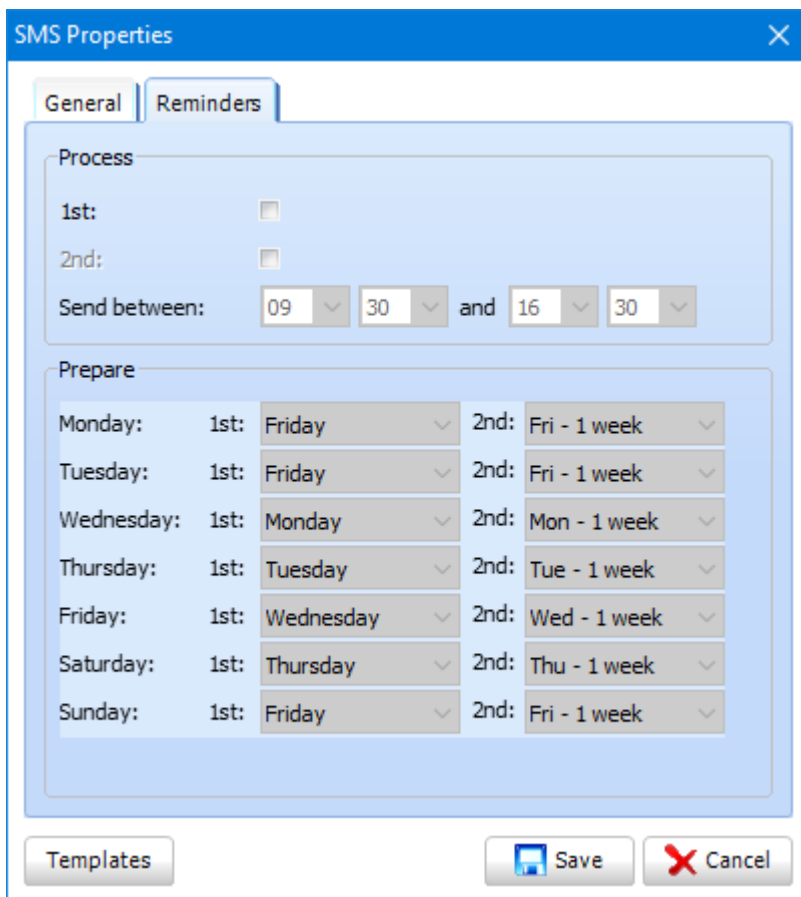 SMS Properties
General Reminders
Process
1st:
2nd:
Send between: 09 30 and 16 30
Prepare
Monday: 1st: Friday 2nd: Fri - 1 week
Tuesday: 1st: Friday 2nd: Fri - 1 week
Wednesday: 1st: Monday 2nd: Mon - 1 week
Thursday: 1st: Tuesday 2nd: Tue - 1 week
Friday: 1st: Wednesday 2nd: Wed - 1 week
Saturday: 1st: Thursday 2nd: Thu - 1 week
Sunday: 1st: Friday 2nd: Fri - 1 week
Templates Save Cancel